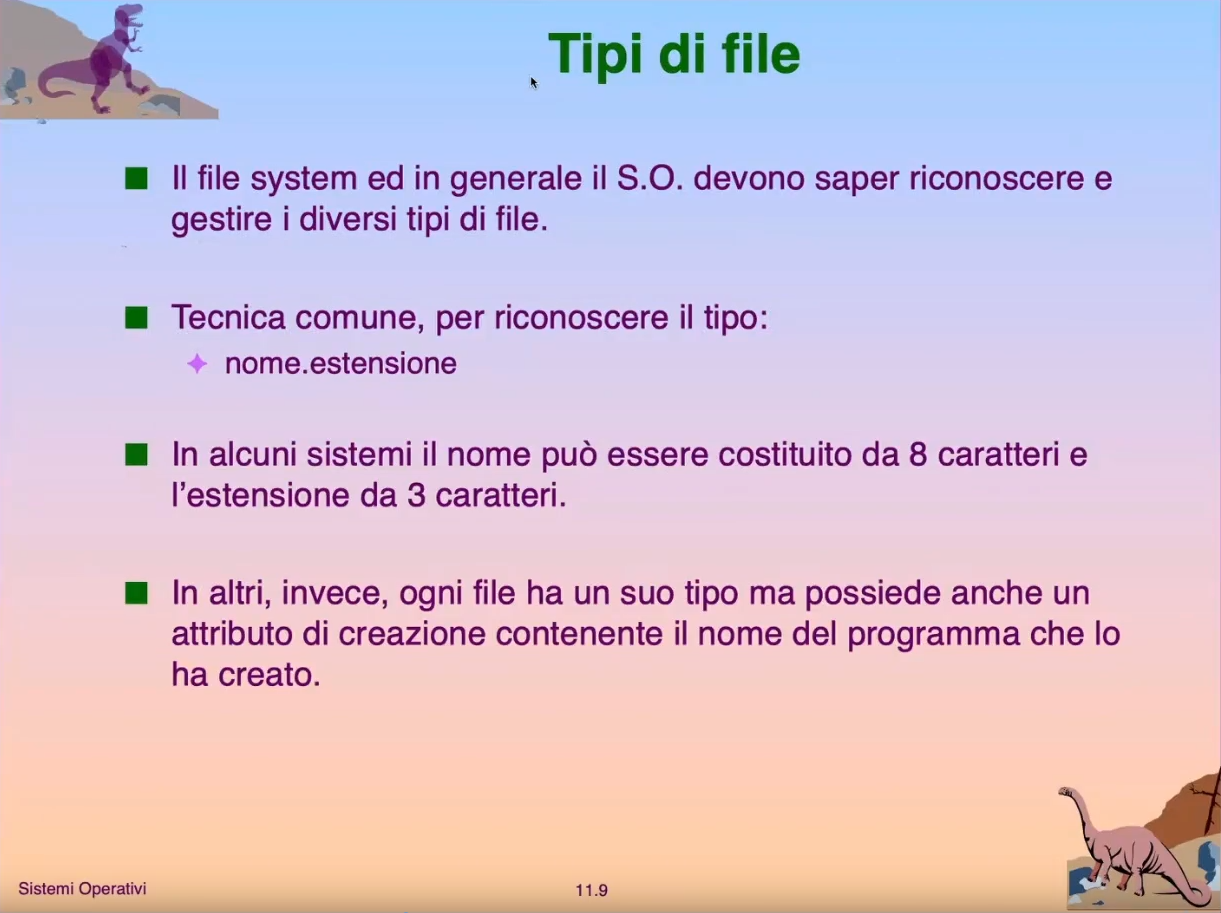 Tipi di file
Il file system ed in generale il S.O. devono saper riconoscere e
gestire i diversi tipi di file.
Tecnica comune, per riconoscere il tipo:
nome.estensione
In alcuni sistemi il nome può essere costituito da 8 caratteri e
l’estensione da 3 caratteri.
In altri, invece, ogni file ha un suo tipo ma possiede anche un
attributo di creazione contenente il nome del programma che lo
ha creato.
Sistemi Operativi
11.9